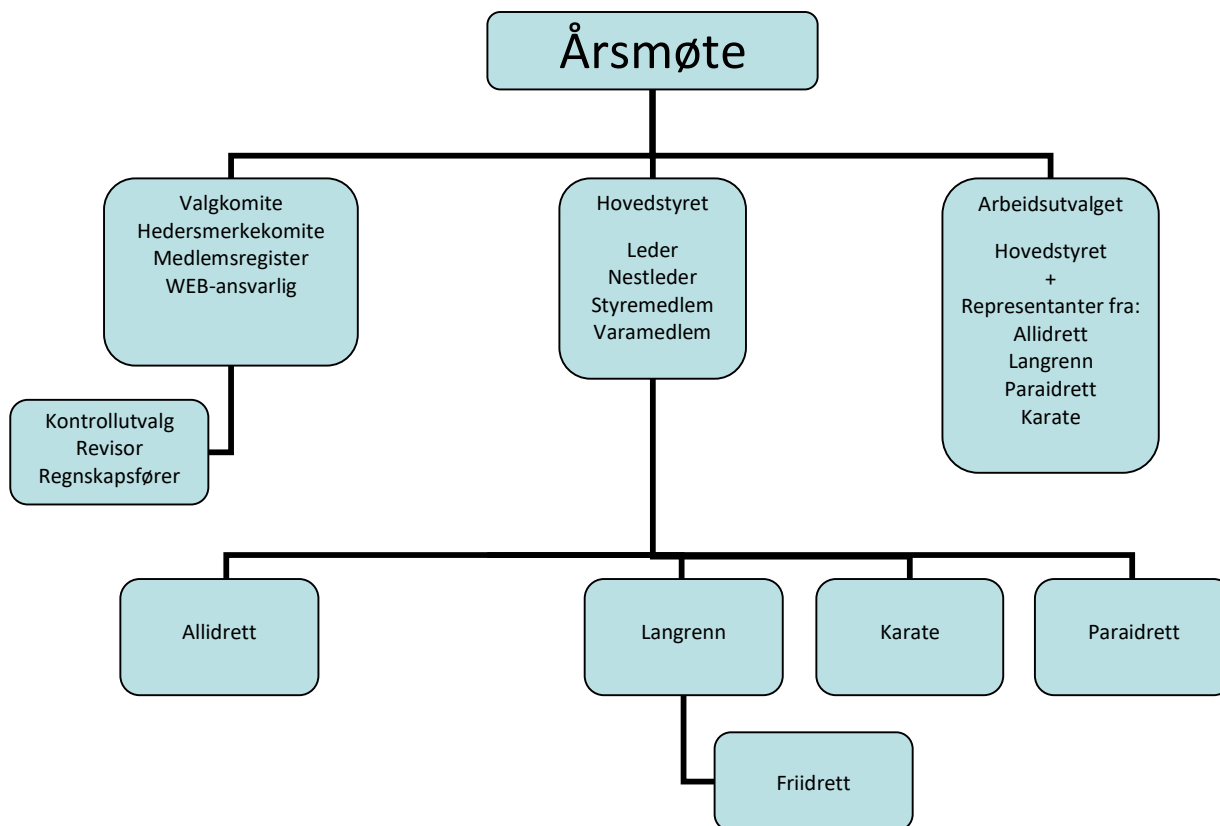 Årsmøte
Valgkomite
Hedersmerkekomite
Medlemsregister
WEB-ansvarlig
Hovedstyret
Leder
Nestleder
Styremedlem
Varamedlem
Arbeidsutvalget
Hovedstyret
+
Representanter fra:
Allidrett
Langrenn
Paraidrett
Karate
Kontrollutvalg
Revisor
Regnskapsfører
Allidrett
Langrenn
Karate
Paraidrett
Friidrett